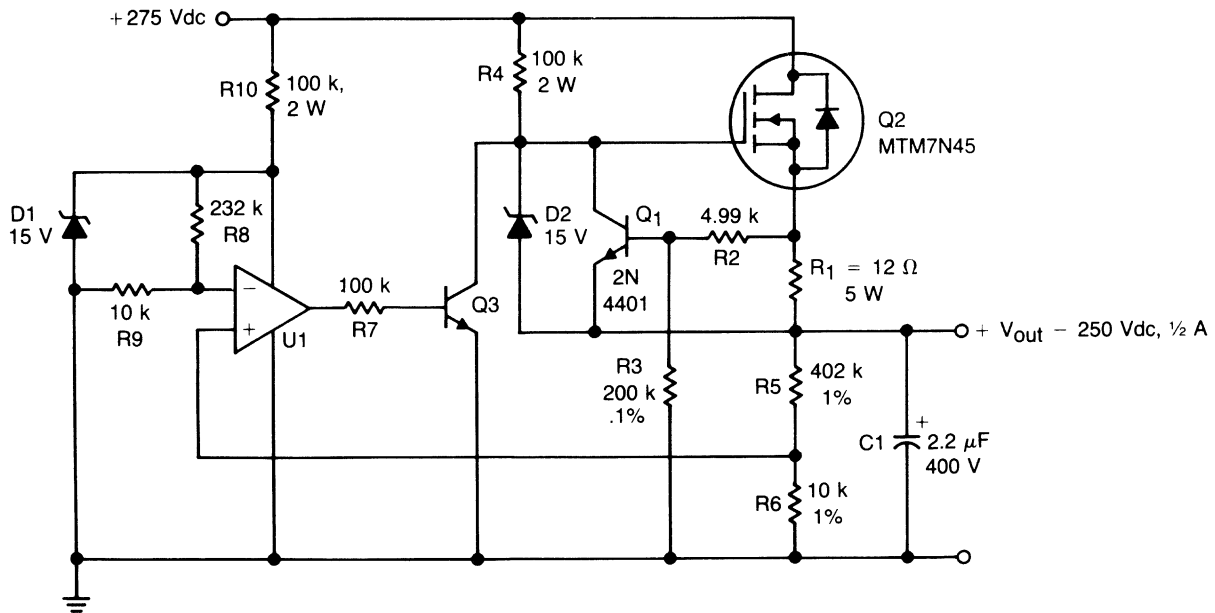 +275 Vdc
R10
100 k,
2 W
R4
100 k
2 W
Q2
MTM7N45
D1
15 V
232 k
R8
10 k
R9
−
+
U1
100 k
R7
Q3
D2
15 V
Q1
2N
4401
4.99 k
R2
R1 = 12 Ω
5 W
+ Vout − 250 Vdc, ½ A
R3
200 k
.1%
R5
402 k
1%
C1
+
2.2 μF
400 V
R6
10 k
1%